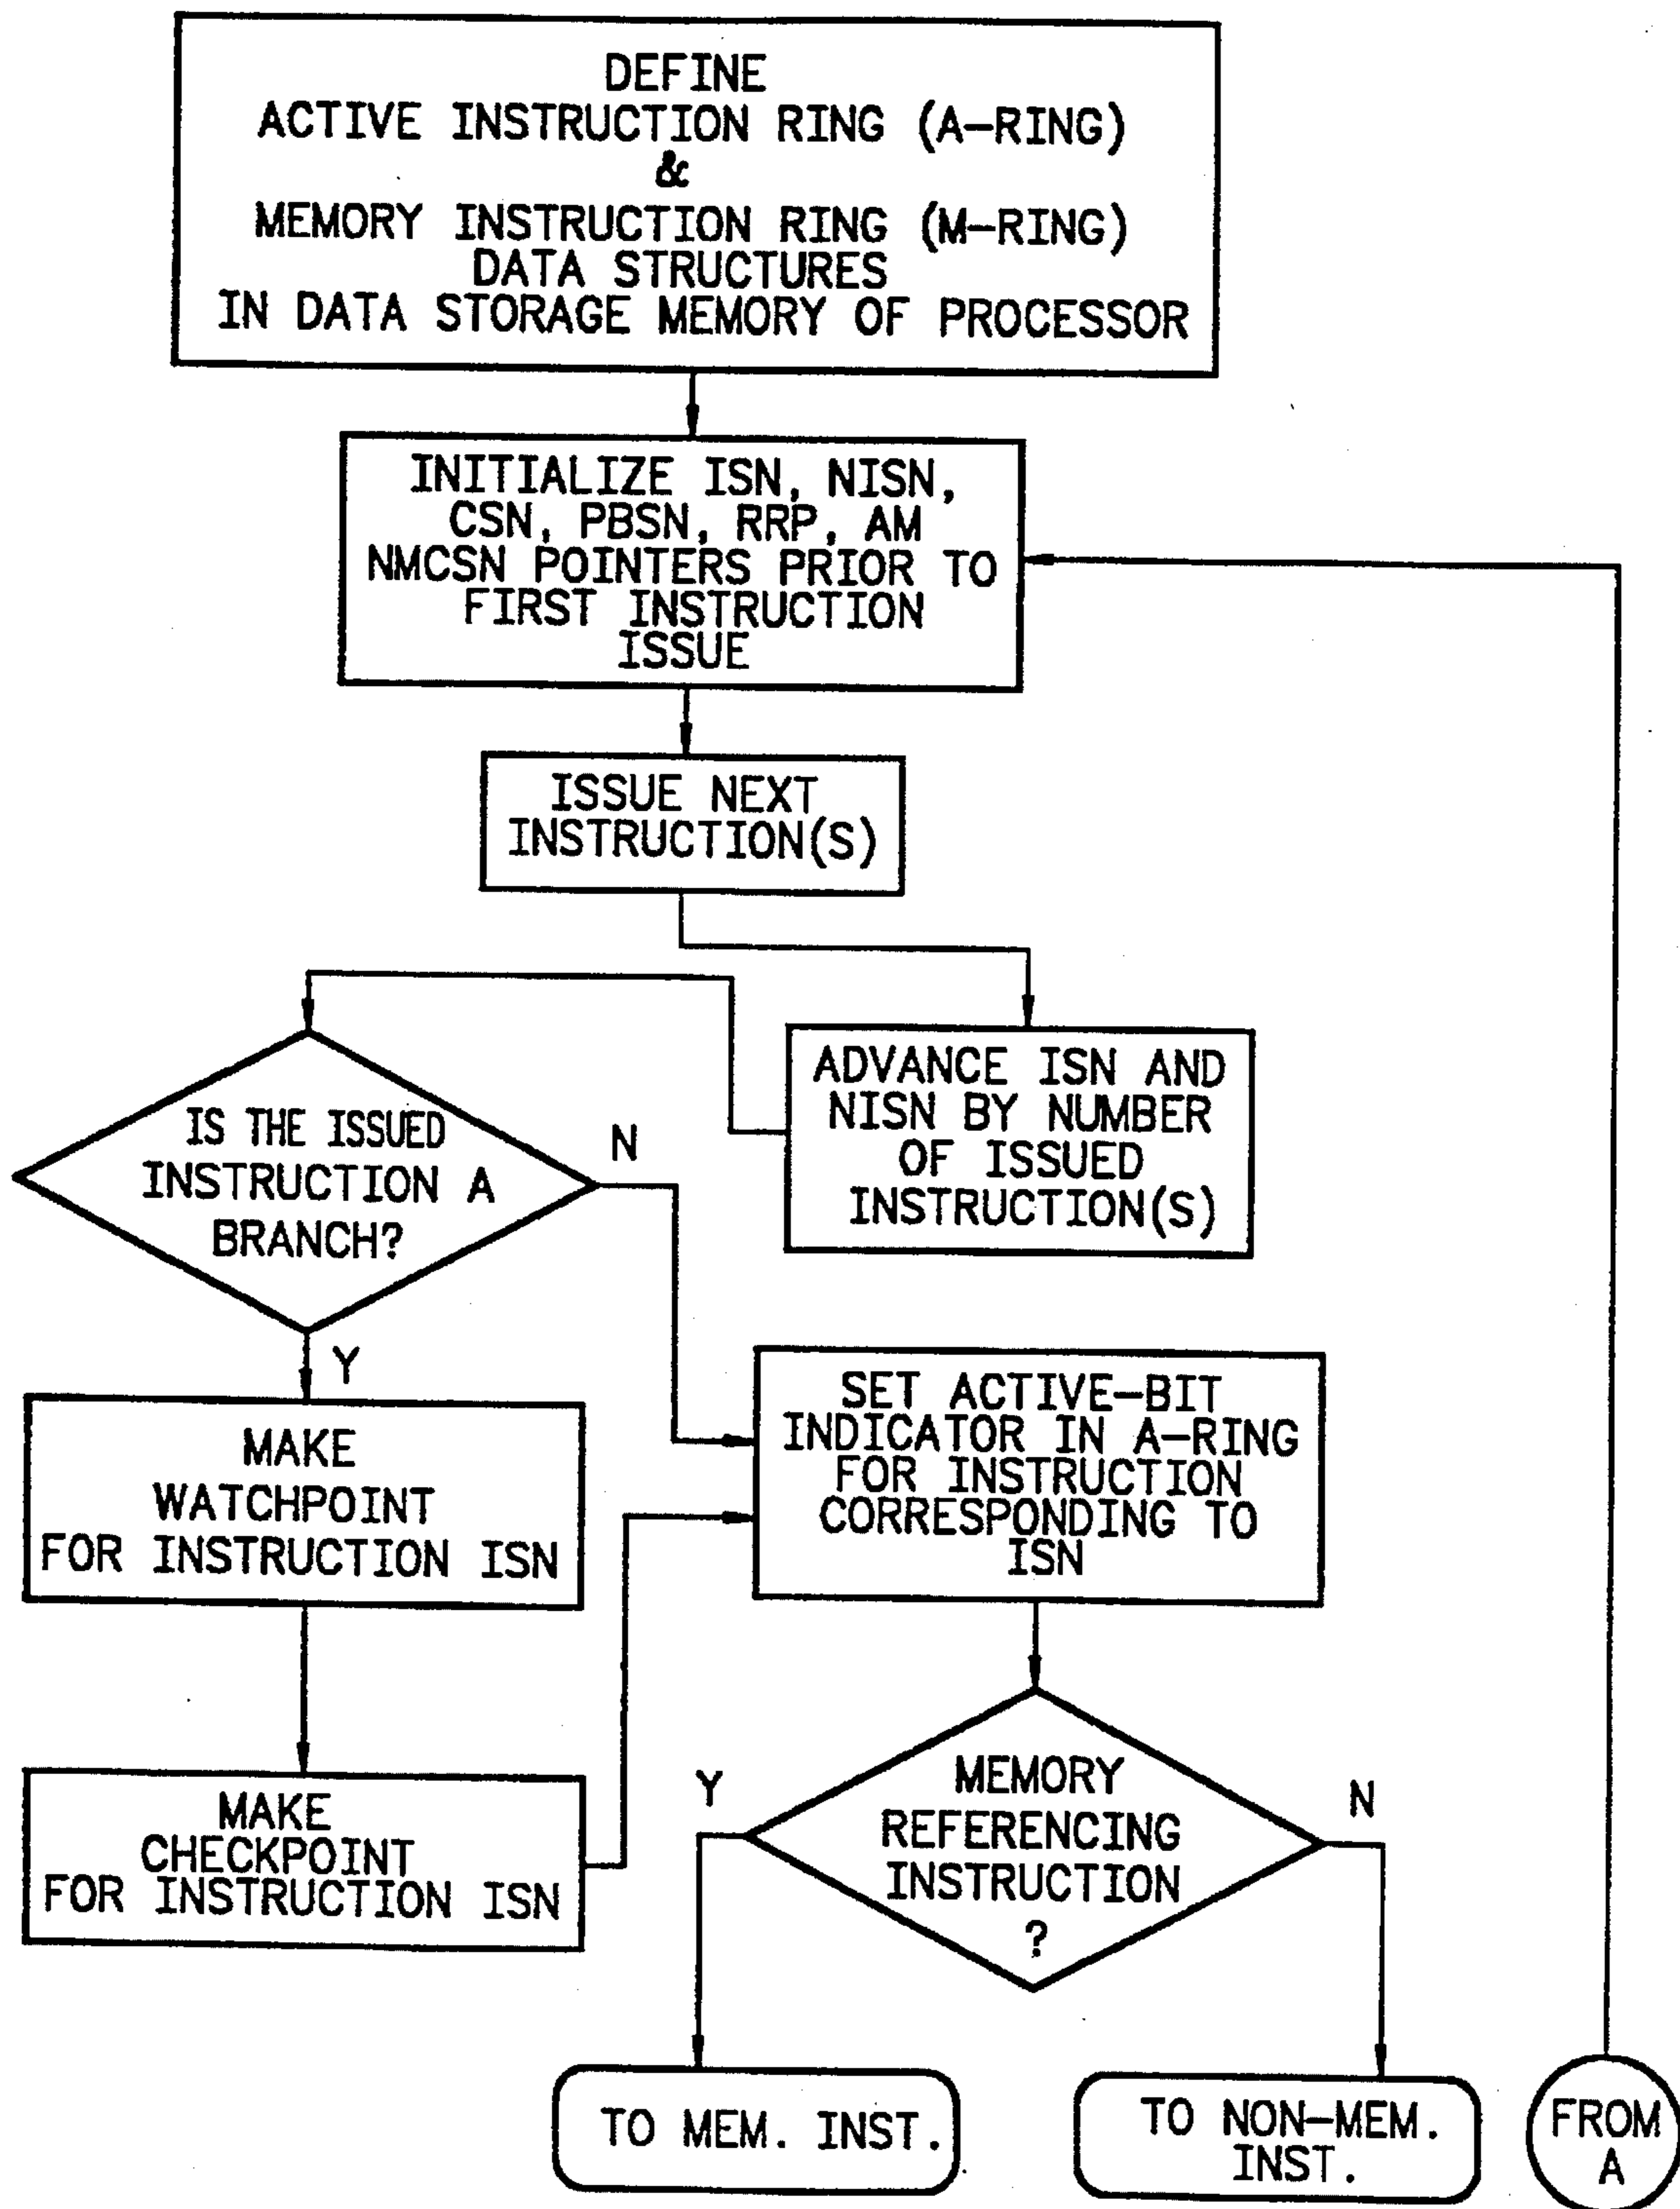 DEFINE
ACTIVE INSTRUCTION RING (A-RING)
&
MEMORY INSTRUCTION RING (M-RING)
DATA STRUCTURES
IN DATA STORAGE MEMORY OF PROCESSOR
INITIALIZE ISN, NISN,
CSN, PBSN, RRP, AM
NMCSN POINTERS PRIOR TO
FIRST INSTRUCTION
ISSUE
ISSUE NEXT
INSTRUCTION(S)
ADVANCE ISN AND
NISN BY NUMBER
OF ISSUED
INSTRUCTION(S)
IS THE ISSUED
INSTRUCTION A
BRANCH?
N
Y
MAKE
WATCHPOINT
FOR INSTRUCTION ISN
MAKE
CHECKPOINT
FOR INSTRUCTION ISN
SET ACTIVE-BIT
INDICATOR IN A-RING
FOR INSTRUCTION
CORRESPONDING TO
ISN
MEMORY
REFERENCING
INSTRUCTION
?
Y
N
TO MEM. INST.
TO NON-MEM.
INST.
FROM
A